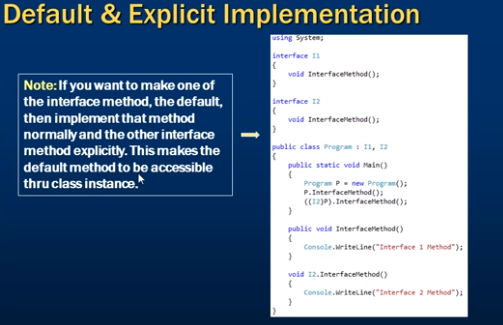 Default & Explicit Implementation
Note: If you want to make one of
the interface method, the default,
then implement that method
normally and the other interface
method explicitly. This makes the
default method to be accessible
thru class instance.
using System;
interface I1
{
void InterfaceMethod();
}
interface I2
{
void InterfaceMethod();
}
public class Program : I1, I2
{
public static void Main()
{
Program P = new Program();
P.InterfaceMethod();
((I2)P).InterfaceMethod();
}
public void InterfaceMethod()
{
Console.WriteLine("Interface 1 Method");
}
void I2.InterfaceMethod()
{
Console.WriteLine("Interface 2 Method");
}
}